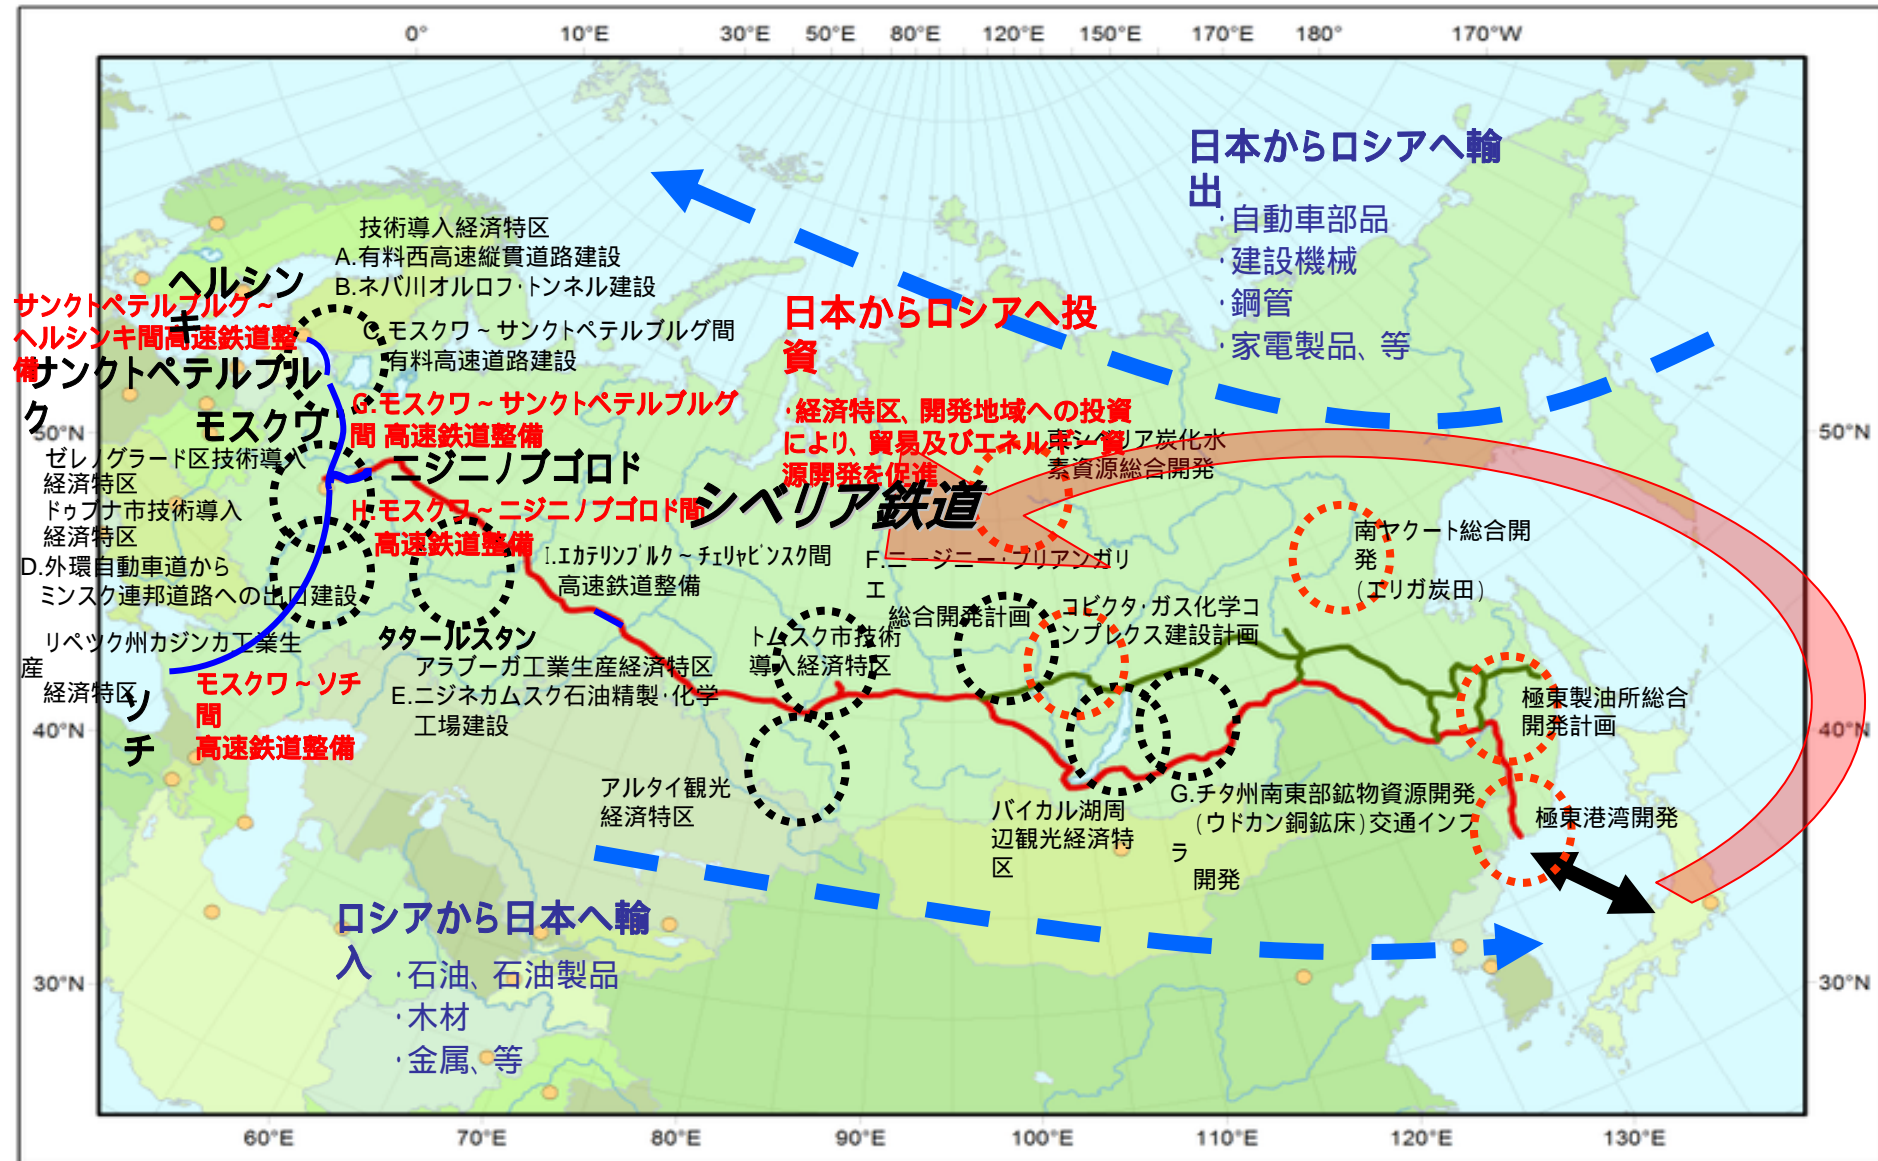 0°
10°E
30°E
50°E
80°E
120°E
150°E
170°E
180°
170°W
日本からロシアへ輸
出
・自動車部品
・建設機械
・鋼管
・家電製品、等
技術導入経済特区
A.有料西高速縦貫道路建設
B.ネバ川オルロフ・トンネル建設
C.モスクワ～サンクトペテルブルグ間
有料高速道路建設
ヘルシン
キ
サンクトペテルブルク～
ヘルシンキ間高速鉄道整
備
サンクトペテルブル
ク
モスクワ
G.モスクワ～サンクトペテルブルグ
間 高速鉄道整備
日本からロシアへ投
資
・経済特区、開発地域への投資
により、貿易及びエネルギー資
源開発を促進
東シベリア炭化水
素資源総合開発
50°N
50°N
ゼレノグラード区技術導入
経済特区
ドゥブナ市技術導入
経済特区
ニジニノブゴロド
シベリア鉄道
H.モスクワ～ニジニノブゴロド間
高速鉄道整備
I.エカテリンブルク～チェリャビンスク間
高速鉄道整備
F.ニージニー・プリアンガリ
エ
総合開発計画
南ヤクート総合開
発
(エリガ炭田)
D.外環自動車道から
ミンスク連邦道路への出口建設
コビクタ・ガス化学コ
ンプレクス建設計画
リペツク州カジンカ工業生
産
経済特区
タタールスタン
アラブーガ工業生産経済特区
E.ニジネカムスク石油精製・化学
工場建設
トムスク市技術
導入経済特区
ソ
チ
モスクワ～ソチ
間
高速鉄道整備
極東製油所総合
開発計画
40°N
40°N
アルタイ観光
経済特区
バイカル湖周
辺観光経済特
区
G.チタ州南東部鉱物資源開発
(ウドカン銅鉱床)交通インフ
ラ
開発
極東港湾開発
ロシアから日本へ輸
入
・石油、石油製品
・木材
・金属、等
30°N
30°N
60°E
70°E
80°E
90°E
100°E
110°E
120°E
130°E